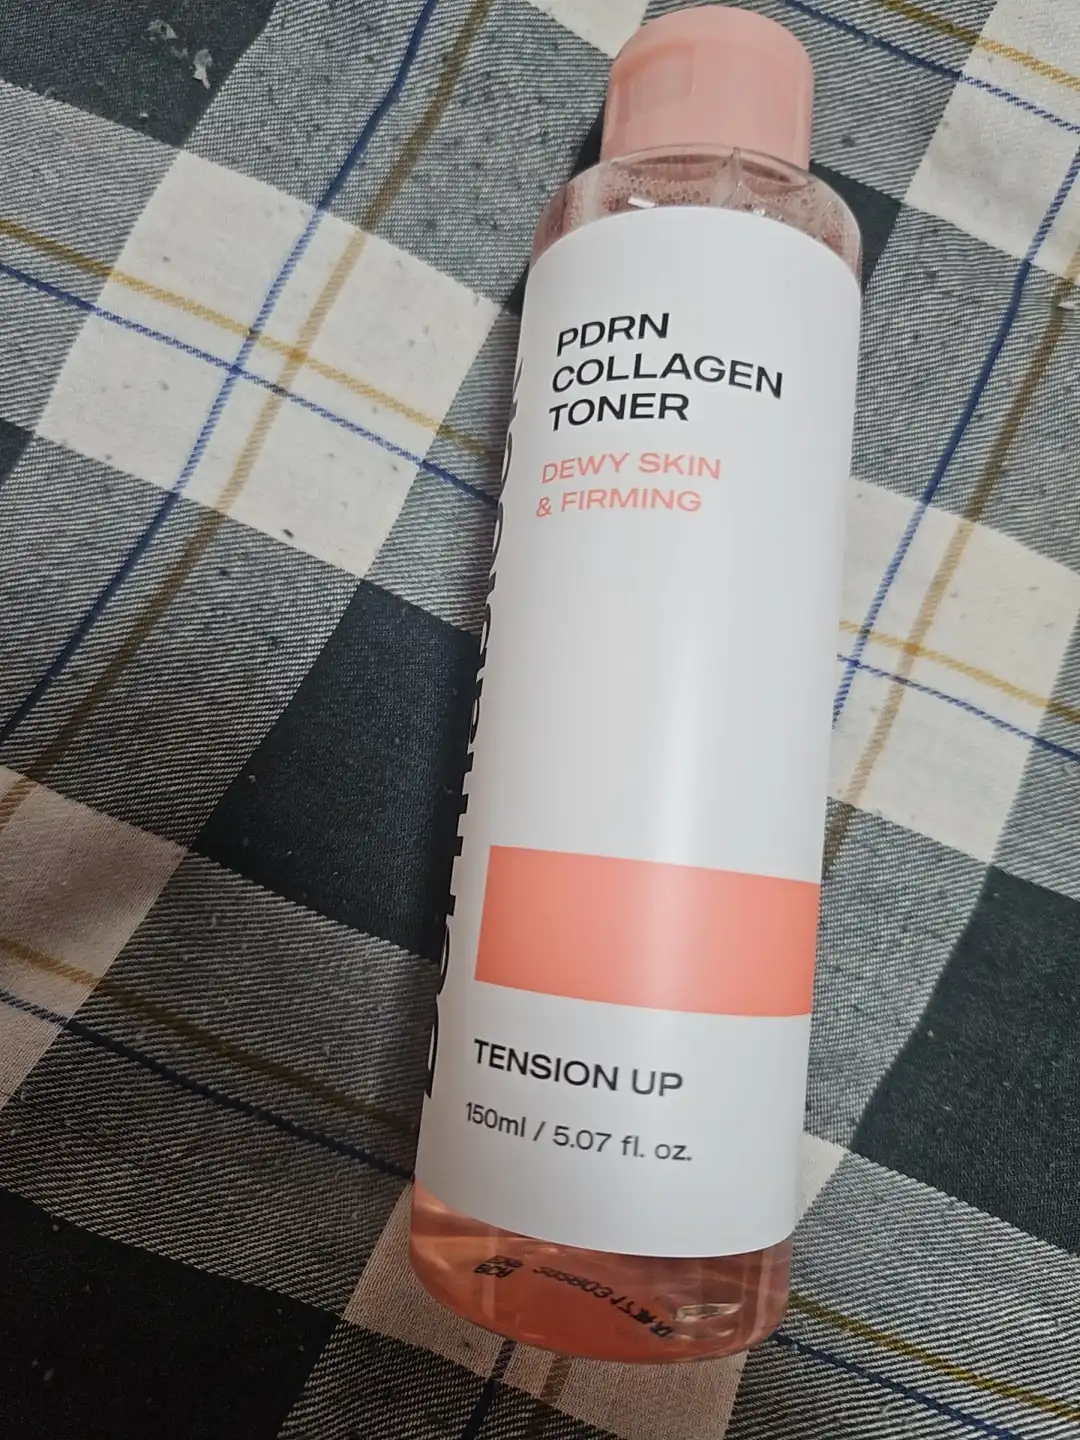 PDRN
COLLAGEN
TONER
DEWY SKIN
& FIRMING
TENSION UP
150ml / 5.07 fl. oz.